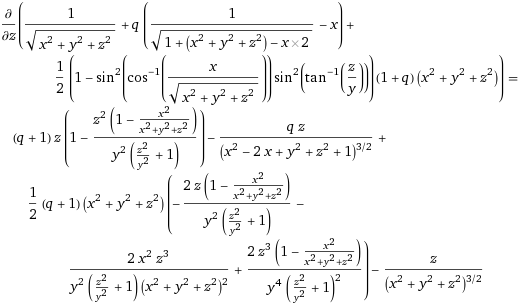 ∂/∂z(1/√(x² + y² + z²) + q (1/√(1 + (x² + y² + z²) − x×2) − x) +
1/2 (1 − sin²(cos⁻¹(x/√(x² + y² + z²))) sin²(tan⁻¹(z/y))) (1 + q) (x² + y² + z²)) =
(q + 1) z (1 − z² (1 − x²/(x² + y² + z²))/(y² (z²/y² + 1))) − q z/(x² − 2 x + y² + z² + 1)^(3/2) +
1/2 (q + 1) (x² + y² + z²) (− 2 z (1 − x²/(x² + y² + z²))/(y² (z²/y² + 1)) −
2 x² z³/(y² (z²/y² + 1) (x² + y² + z²)²) + 2 z³ (1 − x²/(x² + y² + z²))/(y⁴ (z²/y² + 1)²)) − z/(x² + y² + z²)^(3/2)